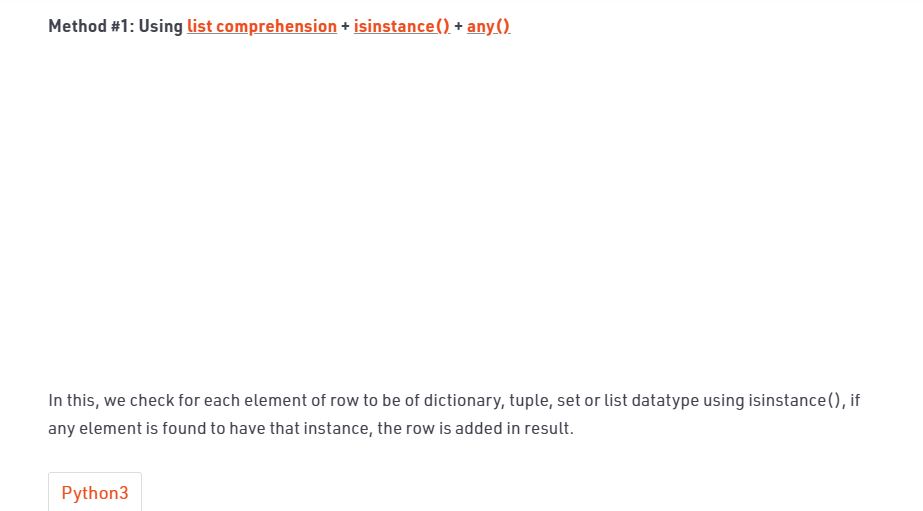 Method #1: Using list comprehension + isinstance() + any()
In this, we check for each element of row to be of dictionary, tuple, set or list datatype using isinstance(), if
any element is found to have that instance, the row is added in result.
Python3